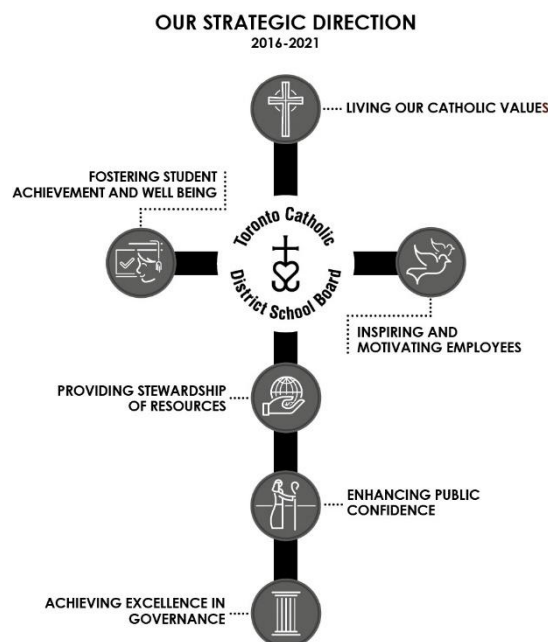 OUR STRATEGIC DIRECTION
2016-2021
LIVING OUR CATHOLIC VALUES
FOSTERING STUDENT
ACHIEVEMENT AND WELL BEING
Toronto Catholic
District School Board
INSPIRING AND
MOTIVATING EMPLOYEES
PROVIDING STEWARDSHIP
OF RESOURCES
ENHANCING PUBLIC
CONFIDENCE
ACHIEVING EXCELLENCE IN
GOVERNANCE